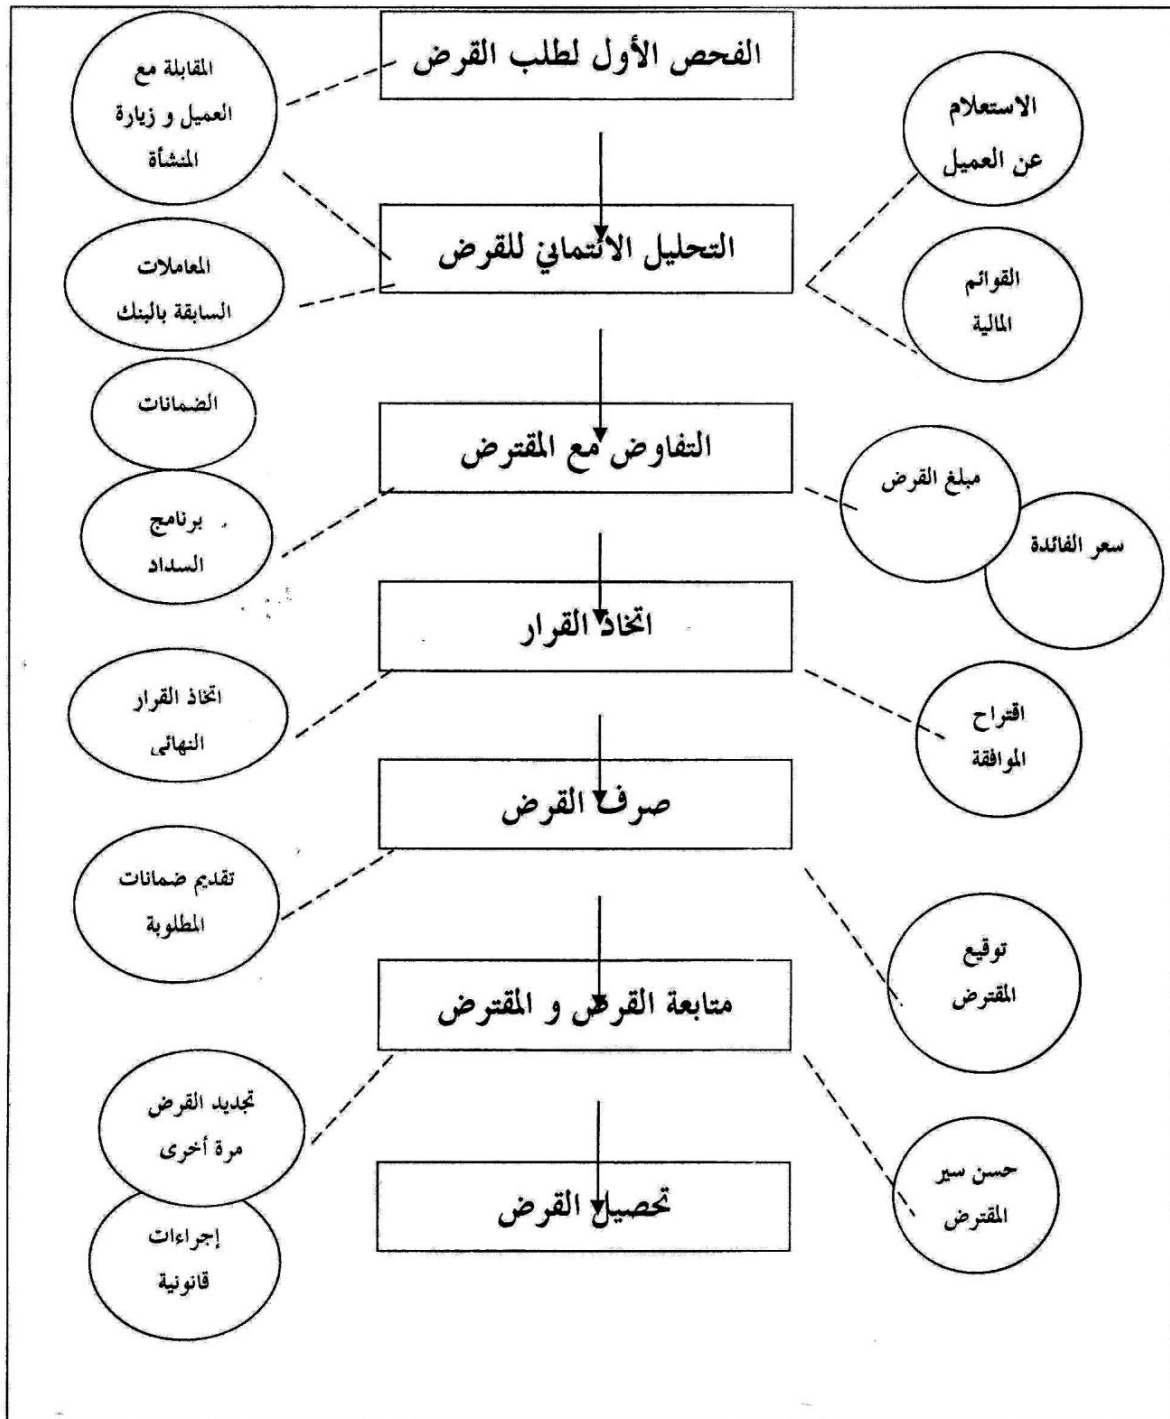 الفحص الأول لطلب القرض
المقابلة مع
العميل و زيارة
المنشأة
الاستعلام
عن العميل
التحليل الائتماني للقرض
المعاملات
السابقة بالبنك
القوائم
المالية
الضمانات
التفاوض مع المقترض
مبلغ القرض
برنامج
السداد
سعر الفائدة
اتخاذ القرار
اتخاذ القرار
النهائى
اقتراح
الموافقة
صرف القرض
تقديم ضمانات
المطلوبة
توقيع
المقترض
متابعة القرض و المقترض
تجديد القرض
مرة أخرى
حسن سير
المقترض
تحصيل القرض
إجراءات
قانونية